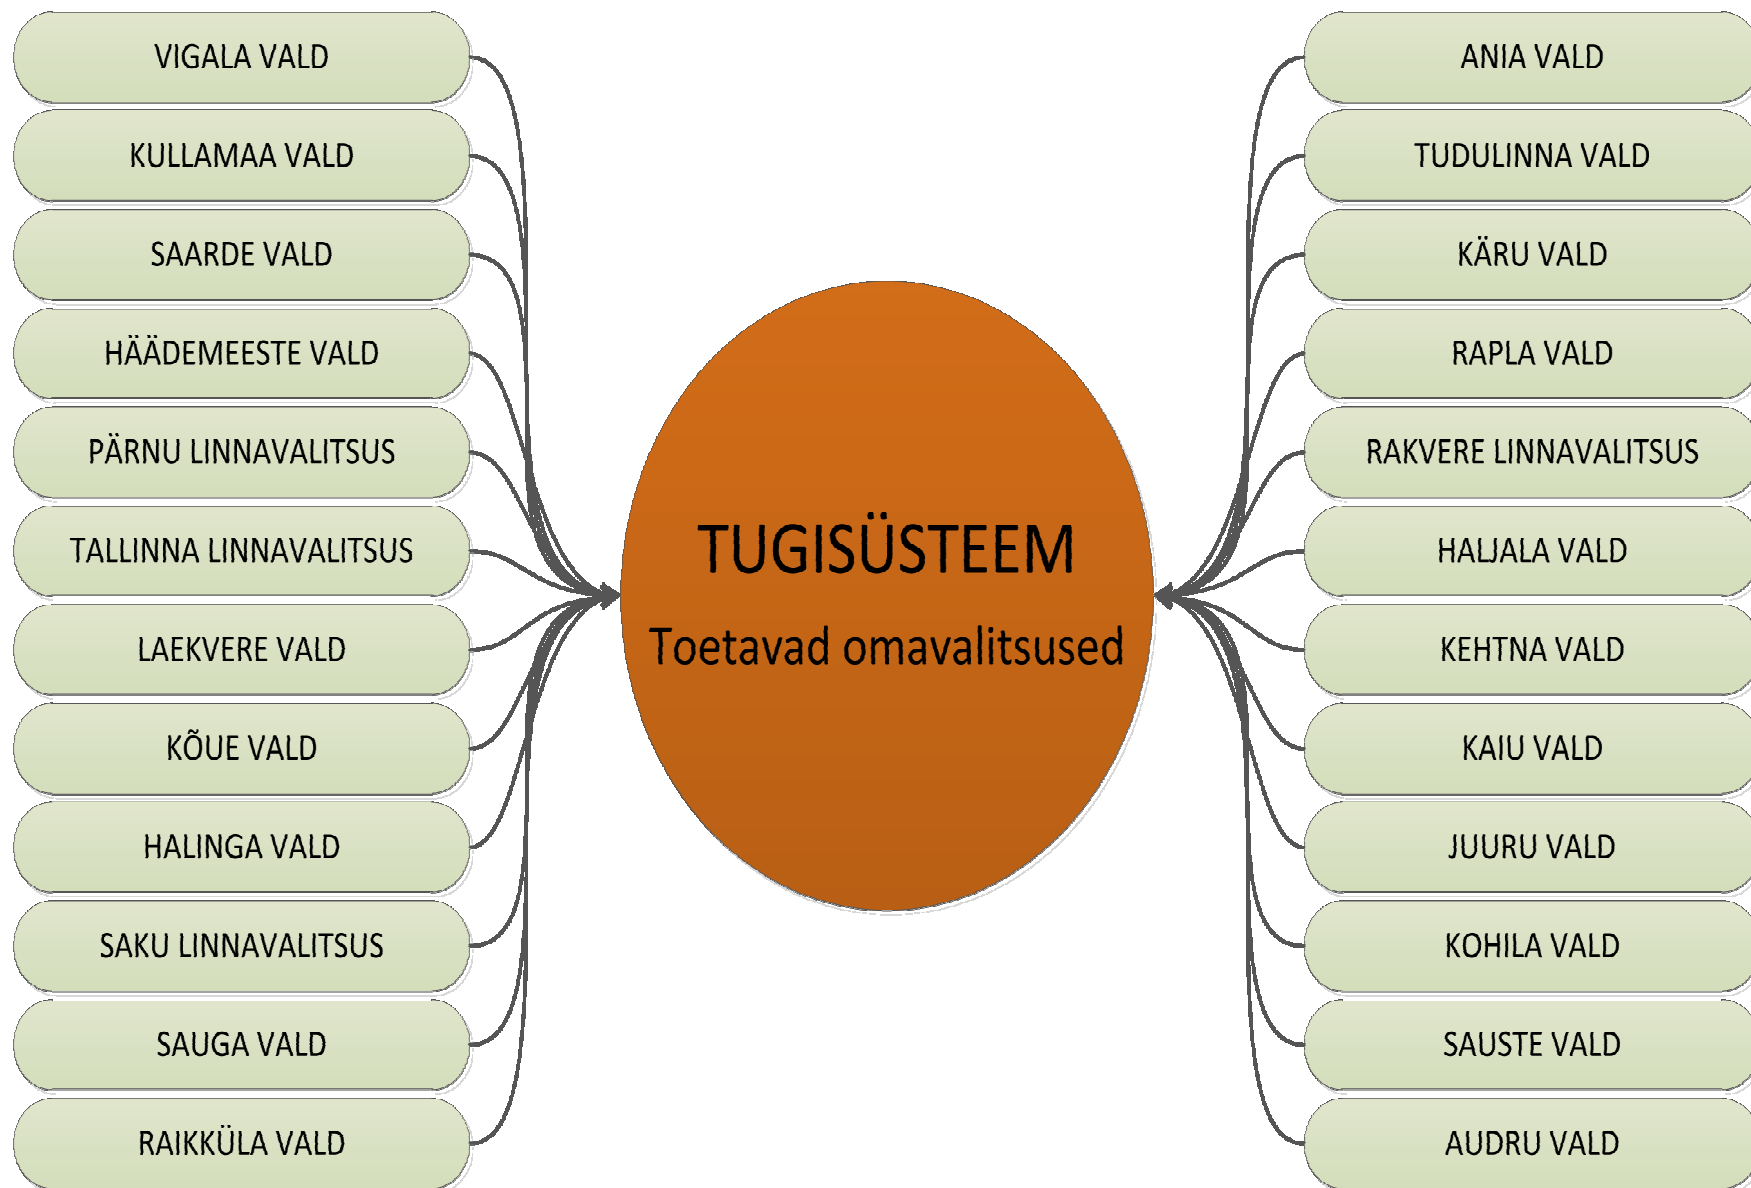 VIGALA VALD
KULLAMAA VALD
SAARDE VALD
HÄÄDEMEESTE VALD
PÄRNU LINNAVALITSUS
TALLINNA LINNAVALITSUS
LAEKVERE VALD
KÕUE VALD
HALINGA VALD
SAKU LINNAVALITSUS
SAUGA VALD
RAIKKÜLA VALD
TUGISÜSTEEM
Toetavad omavalitsused
ANIA VALD
TUDULINNA VALD
KÄRU VALD
RAPLA VALD
RAKVERE LINNAVALITSUS
HALJALA VALD
KEHTNA VALD
KAIU VALD
JUURU VALD
KOHILA VALD
SAUSTE VALD
AUDRU VALD